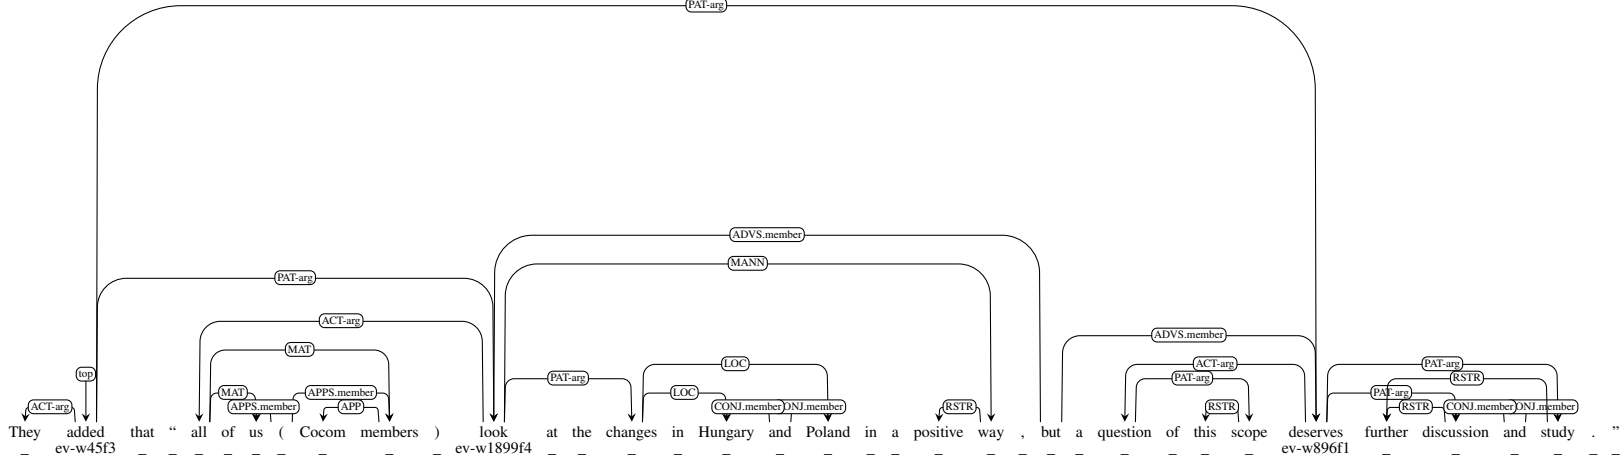 PAT-arg
ADVS.member
MANN
PAT-arg
ACT-arg
ADVS.member
MAT
LOC ACT-arg PAT-arg
top PAT-arg PAT-arg RSTR
MAT APPS.member LOC PAT-arg
ACT-arg APPS.member APP CONJ.member ONJ.member RSTR RSTR RSTR CONJ.member ONJ.member
They added that “ all of us ( Cocom members ) look at the changes in Hungary and Poland in a positive way , but a question of this scope deserves further discussion and study . ”
_ ev-w45f3 _ _ _ _ _ _ _ _ _ ev-w1899f4 _ _ _ _ _ _ _ _ _ _ _ _ _ _ _ _ _ _ _ ev-w896f1 _ _ _ _ _ _